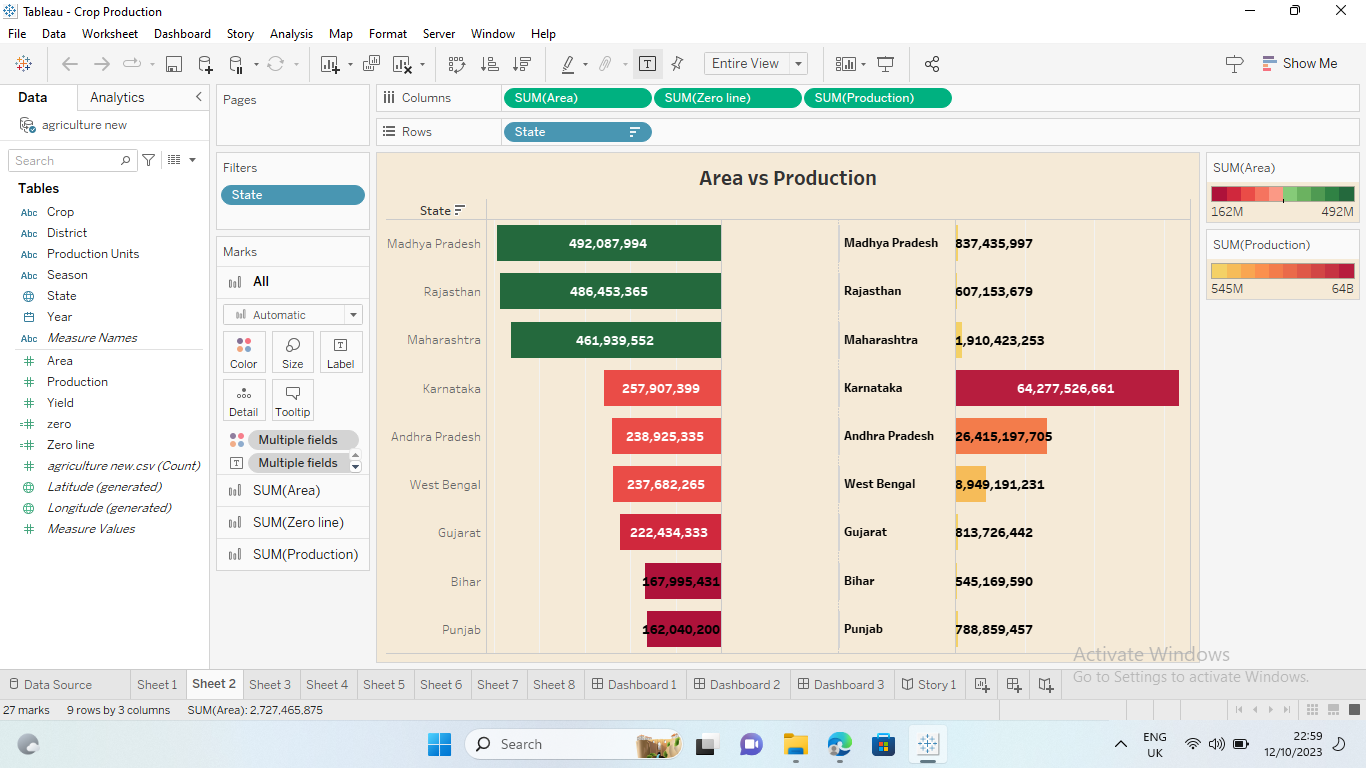 Tableau - Crop Production
File Data Worksheet Dashboard Story Analysis Map Format Server Window Help
Entire View
Show Me
Data Analytics
agriculture new
Search
Tables
Abc Crop
Abc District
Abc Production Units
Abc Season
State
Year
Abc Measure Names
Area
Production
Yield
zero
Zero line
agriculture new.csv (Count)
Latitude (generated)
Longitude (generated)
Measure Values
Pages
Filters
State
Marks
All
Automatic
Color Size Label
Detail Tooltip
Multiple fields
Multiple fields
SUM(Area)
SUM(Zero line)
SUM(Production)
Columns SUM(Area) SUM(Zero line) SUM(Production)
Rows State
Area vs Production
State
Madhya Pradesh 492,087,994 Madhya Pradesh 837,435,997
Rajasthan 486,453,365 Rajasthan 607,153,679
Maharashtra 461,939,552 Maharashtra 1,910,423,253
Karnataka 257,907,399 Karnataka 64,277,526,661
Andhra Pradesh 238,925,335 Andhra Pradesh 26,415,197,705
West Bengal 237,682,265 West Bengal 8,949,191,231
Gujarat 222,434,333 Gujarat 813,726,442
Bihar 167,995,431 Bihar 545,169,590
Punjab 162,040,200 Punjab 788,859,457
SUM(Area)
162M 492M
SUM(Production)
545M 64B
Activate Windows
Go to Settings to activate Windows.
Data Source Sheet 1 Sheet 2 Sheet 3 Sheet 4 Sheet 5 Sheet 6 Sheet 7 Sheet 8 Dashboard 1 Dashboard 2 Dashboard 3 Story 1
27 marks 9 rows by 3 columns SUM(Area): 2,727,465,875
Search
ENG
UK
22:59
12/10/2023